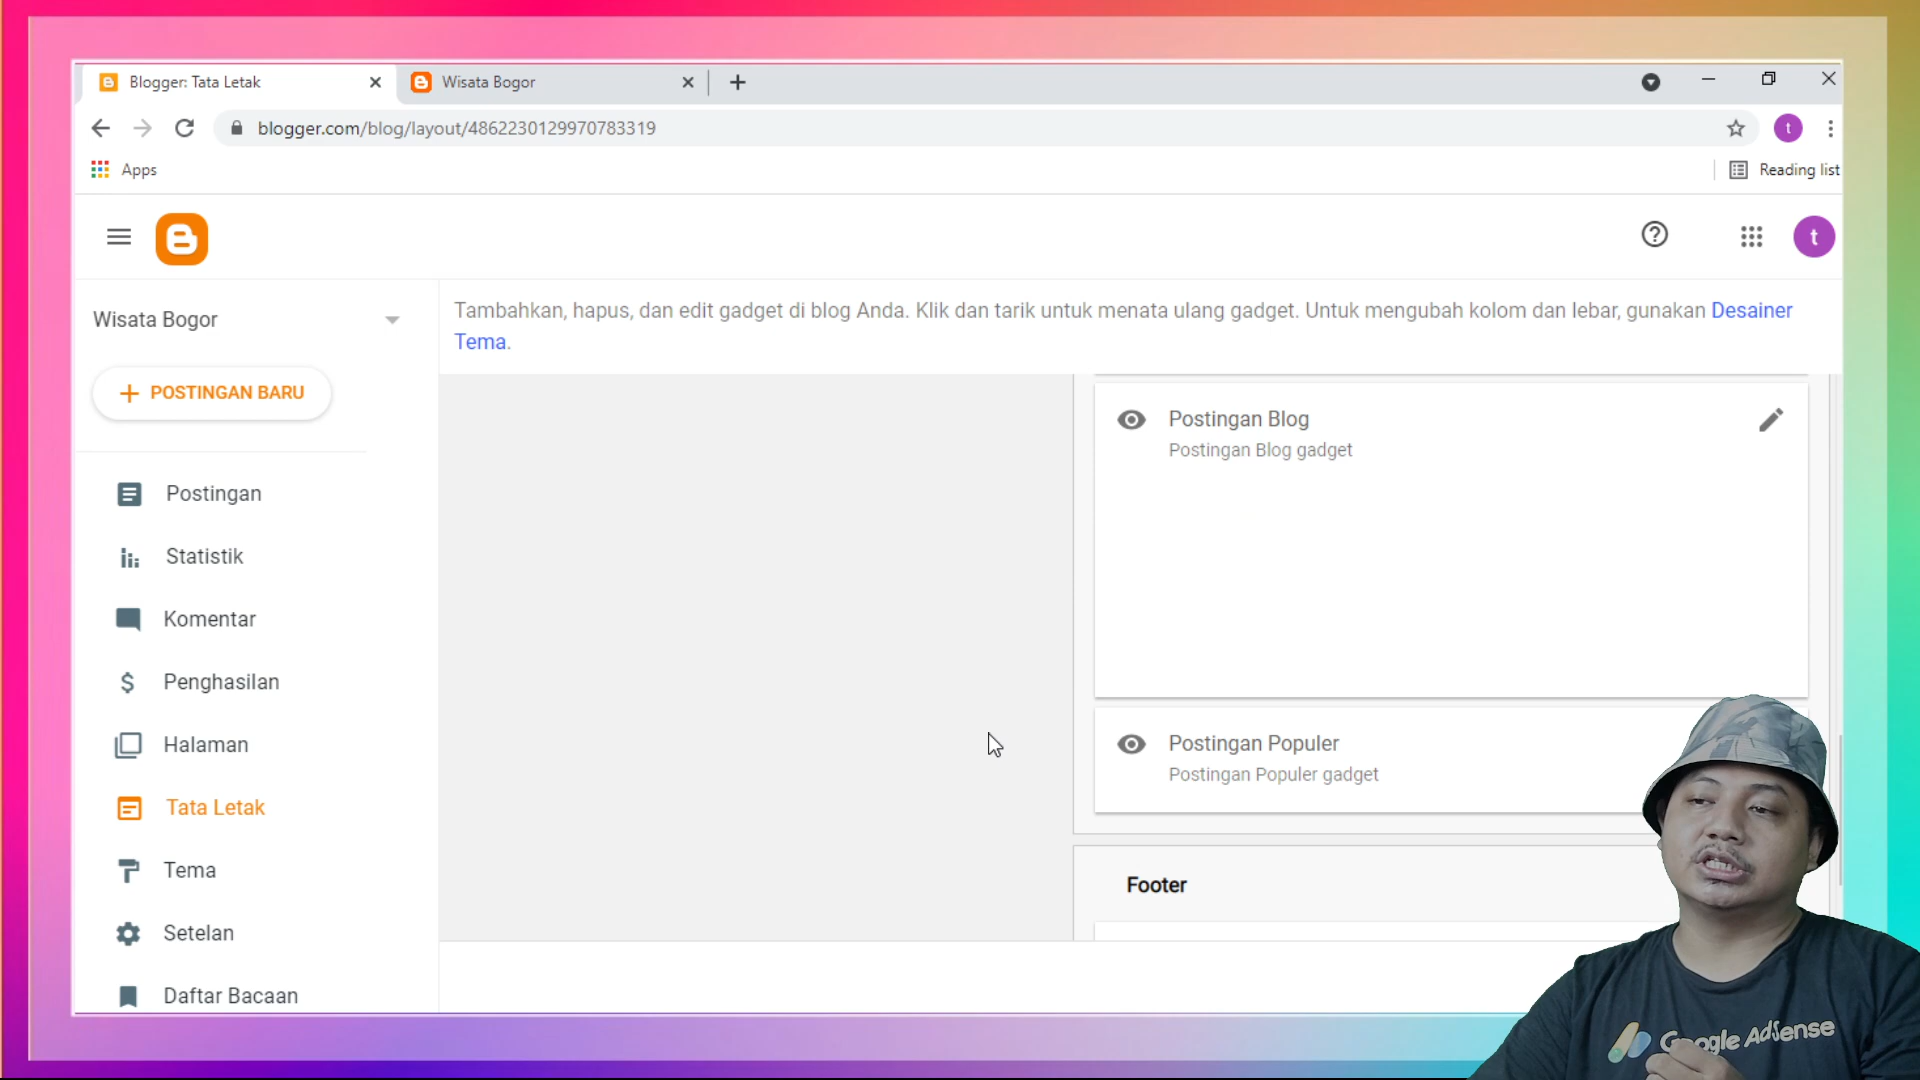 Blogger: Tata Letak
Wisata Bogor
blogger.com/blog/layout/4862230129970783319
t
Apps
Reading list
t
Wisata Bogor
Tambahkan, hapus, dan edit gadget di blog Anda. Klik dan tarik untuk menata ulang gadget. Untuk mengubah kolom dan lebar, gunakan Desainer
Tema.
POSTINGAN BARU
Postingan
Statistik
Komentar
Penghasilan
Halaman
Tata Letak
Tema
Setelan
Daftar Bacaan
Postingan Blog
Postingan Blog gadget
Postingan Populer
Postingan Populer gadget
Footer
Google AdSense